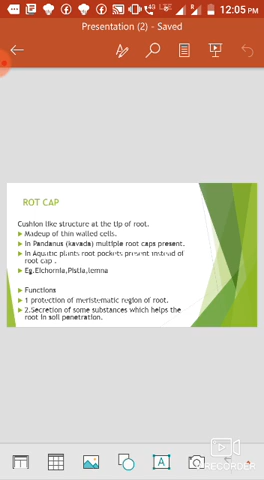 4G
LTE
12:05 PM
Presentation (2) - Saved
ROT CAP
Cushion like structure at the tip of root.
Madeup of thin walled cells.
In Pandanus (kavada) multiple root caps present.
In Aquatic plants root pockets present instead of
root cap .
Eg.Eichornia,Pistia,lemna
Functions
1 protection of meristematic region of root.
2.Secretion of some substances which helps the
root in soil penetration.
A
RECORDER